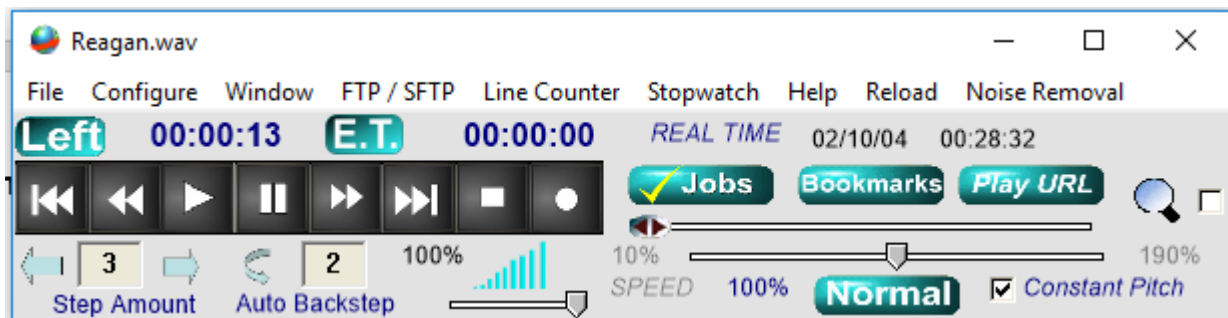 Reagan.wav
File Configure Window FTP / SFTP Line Counter Stopwatch Help Reload Noise Removal
Left 00:00:13 E.T. 00:00:00 REAL TIME 02/10/04 00:28:32
Jobs Bookmarks Play URL
3 2 100% 10% 190%
Step Amount Auto Backstep SPEED 100% Normal Constant Pitch